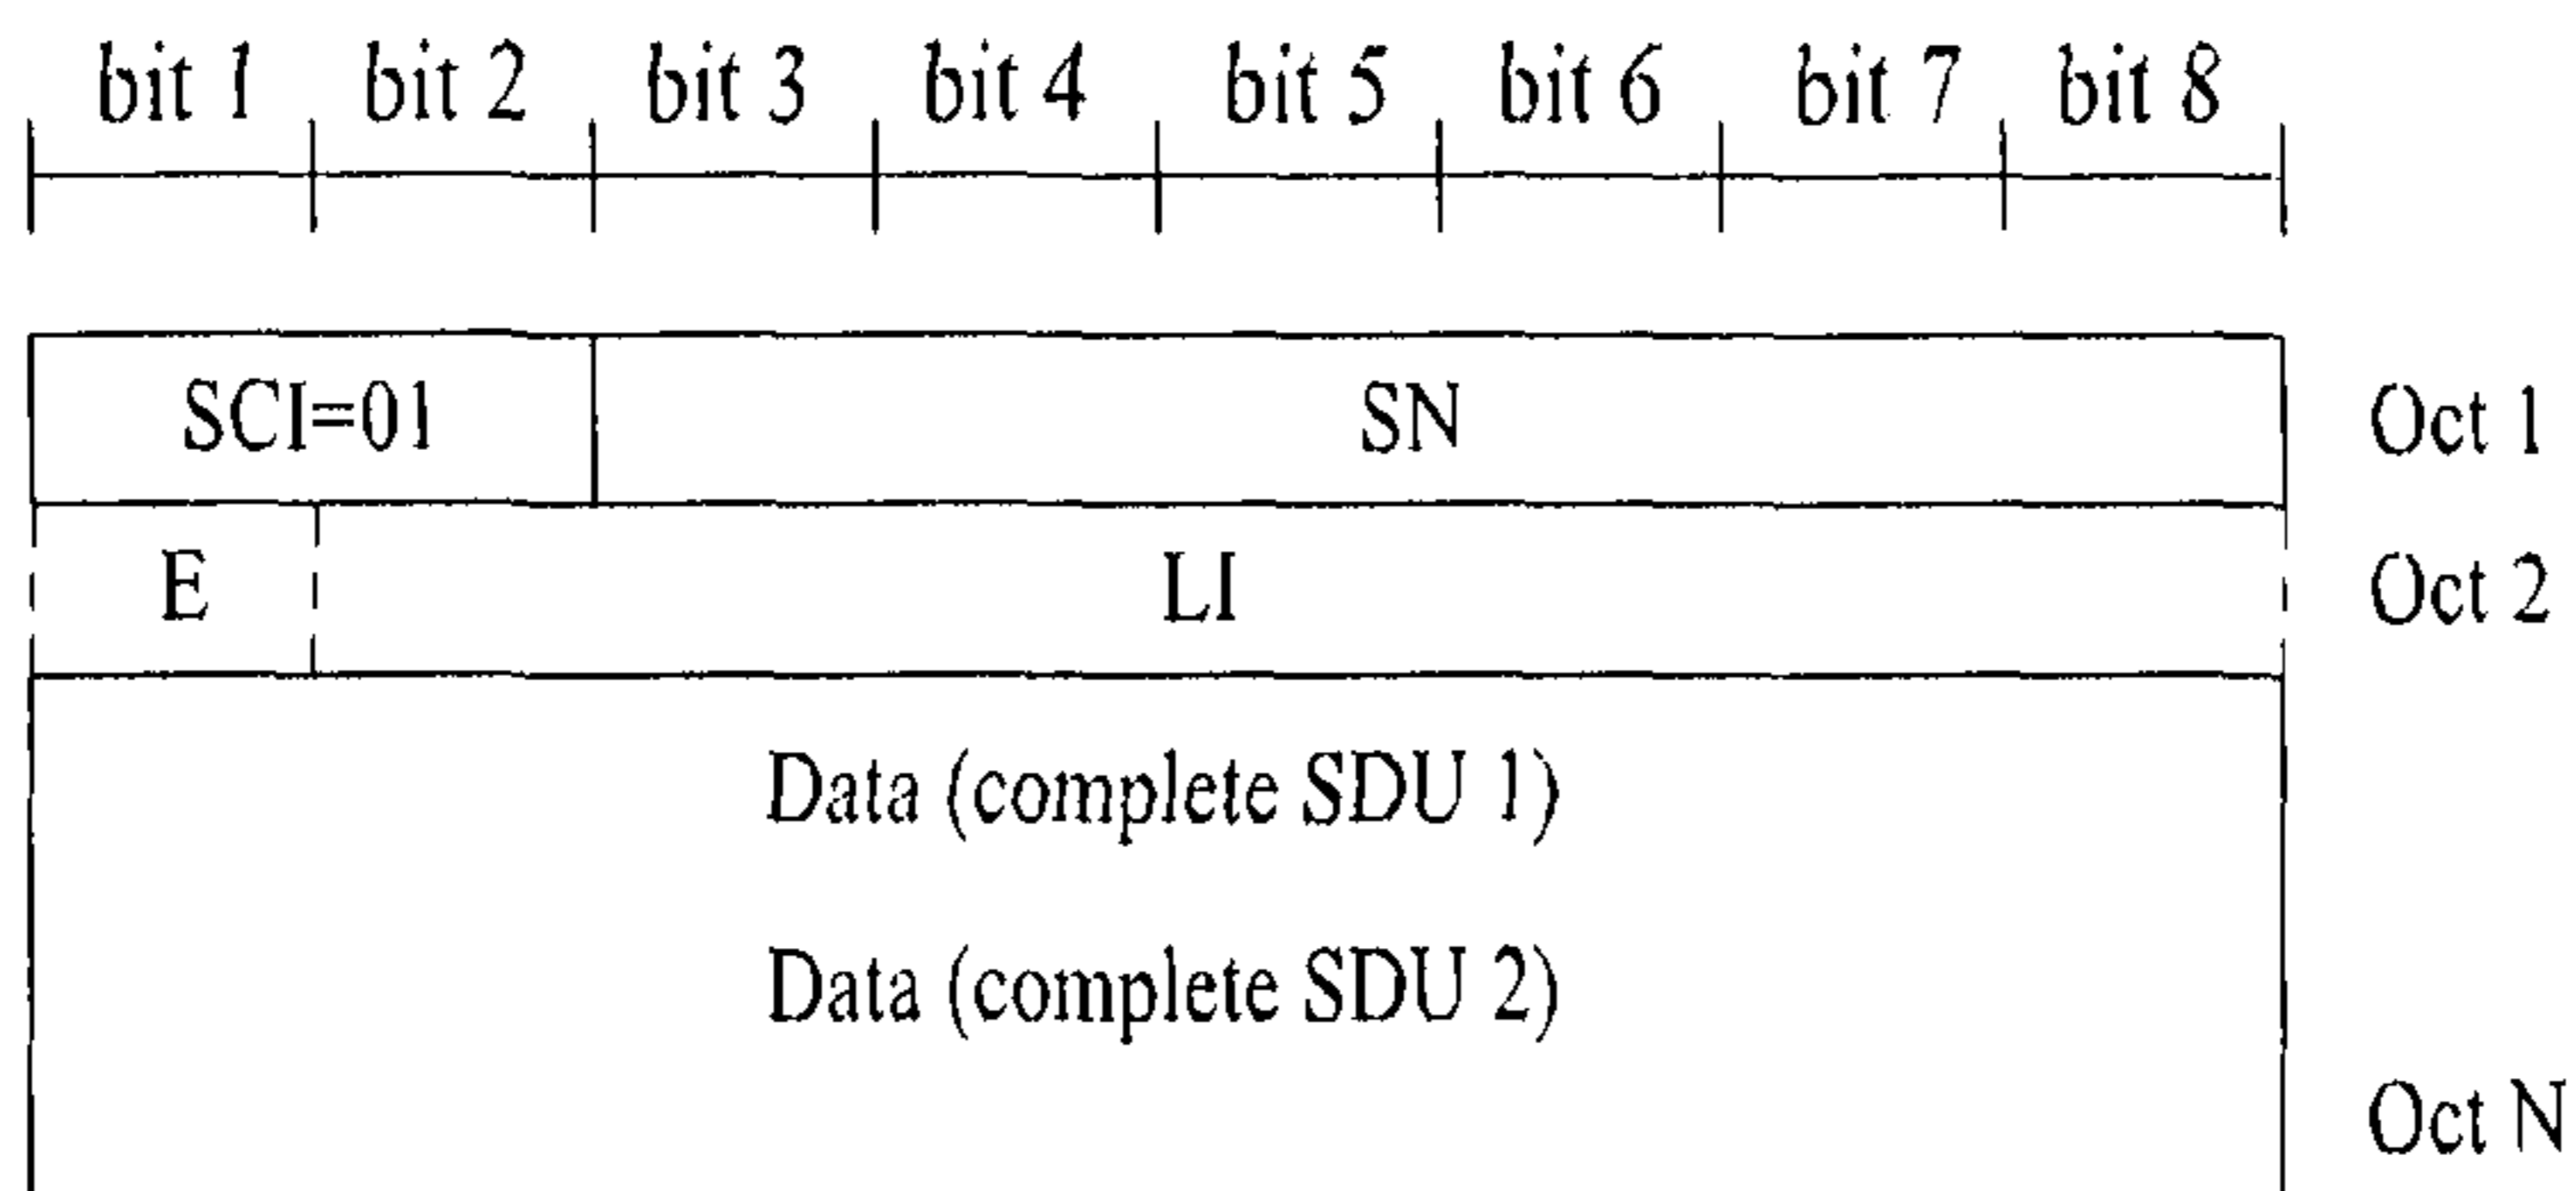 bit 1 bit 2 bit 3 bit 4 bit 5 bit 6 bit 7 bit 8
SCI=01 SN Oct 1
E LI Oct 2
Data (complete SDU 1)
Data (complete SDU 2)
Oct N